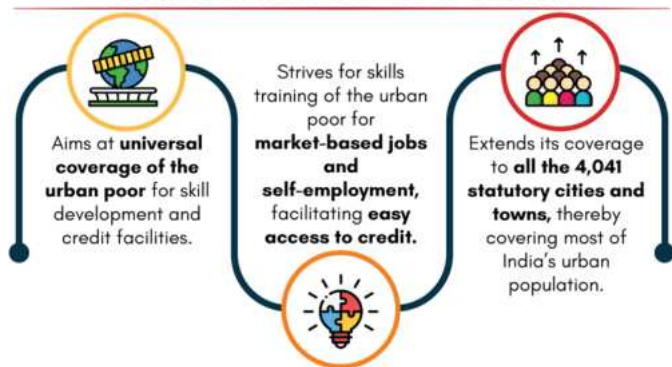 Aims at universal
coverage of the
urban poor for skill
development and
credit facilities.
Strives for skills
training of the urban
poor for
market-based jobs
and
self-employment,
facilitating easy
access to credit.
Extends its coverage
to all the 4,041
statutory cities and
towns, thereby
covering most of
India's urban
population.